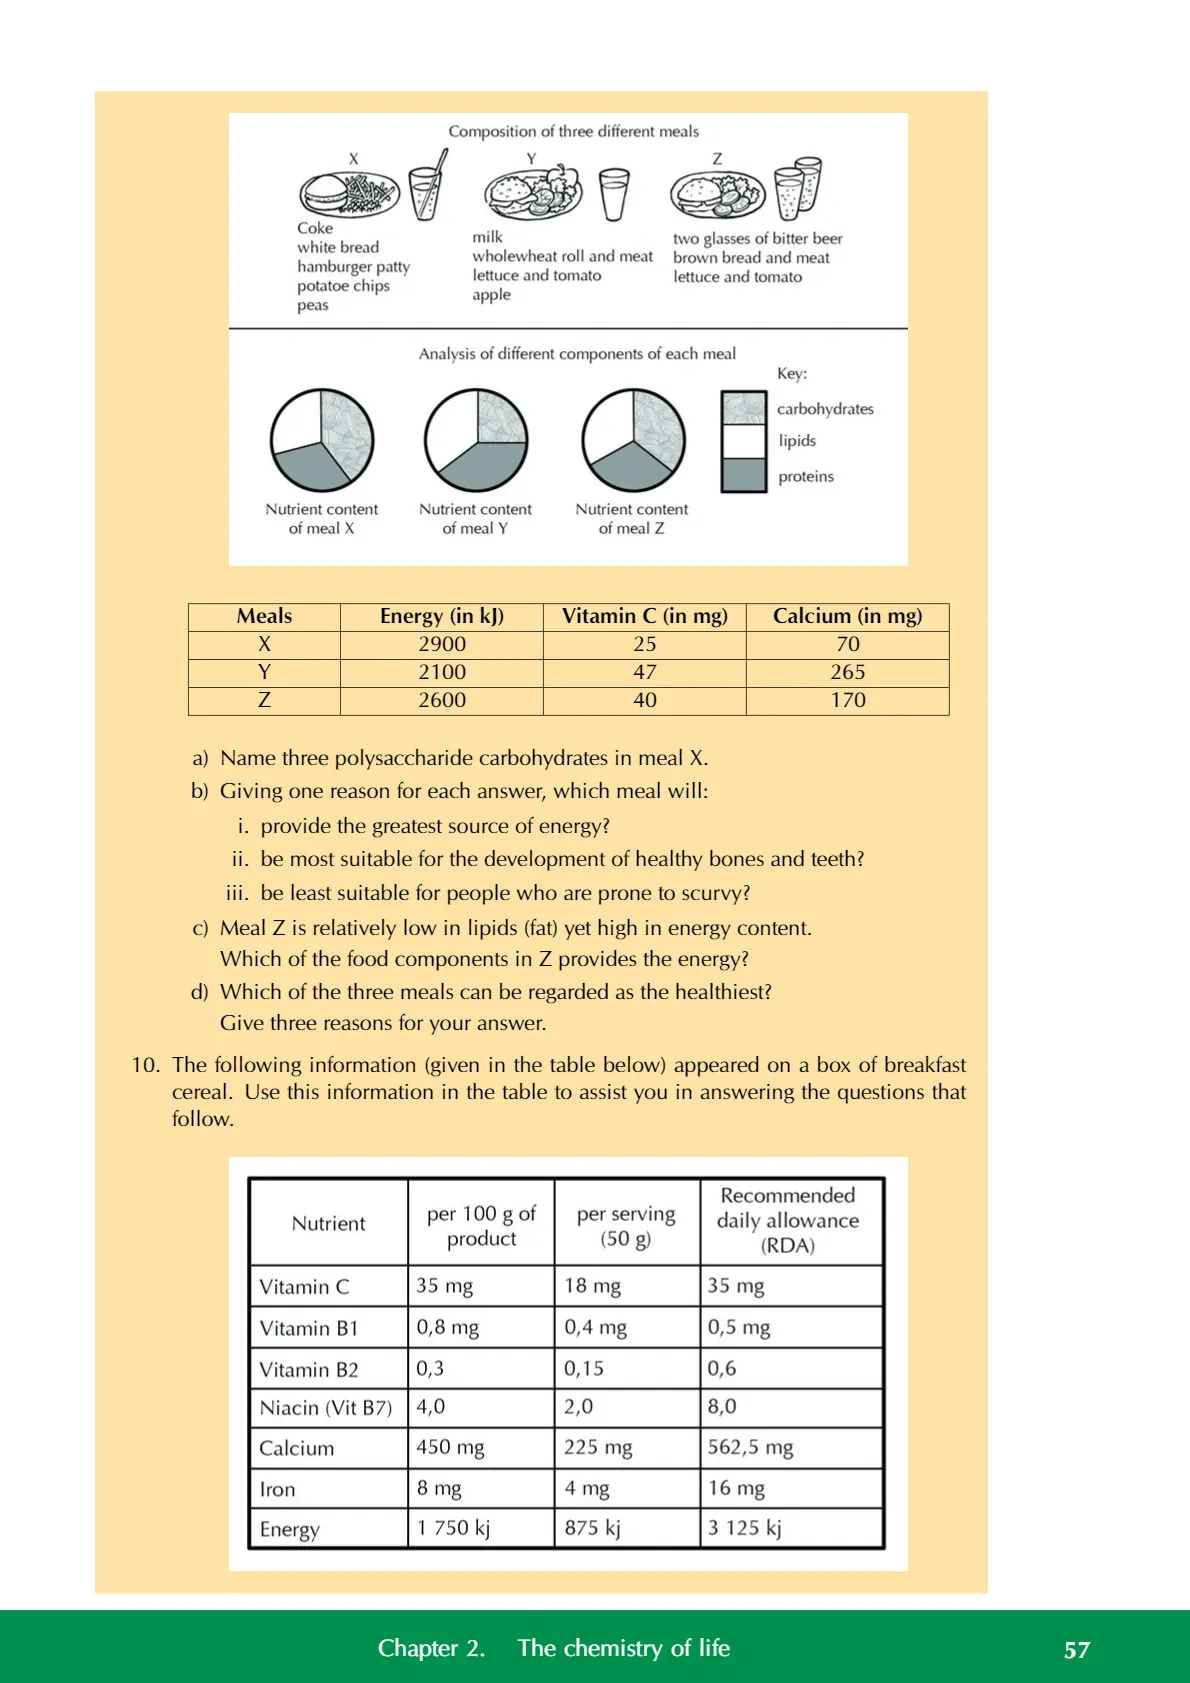 Composition of three different meals
X
Y
Z
Coke
white bread
hamburger patty
potatoe chips
peas
milk
wholewheat roll and meat
lettuce and tomato
apple
two glasses of bitter beer
brown bread and meat
lettuce and tomato
Analysis of different components of each meal
Key:
carbohydrates
lipids
proteins
Nutrient content
of meal X
Nutrient content
of meal Y
Nutrient content
of meal Z
Meals Energy (in kJ) Vitamin C (in mg) Calcium (in mg)
X 2900 25 70
Y 2100 47 265
Z 2600 40 170
a) Name three polysaccharide carbohydrates in meal X.
b) Giving one reason for each answer, which meal will:
i. provide the greatest source of energy?
ii. be most suitable for the development of healthy bones and teeth?
iii. be least suitable for people who are prone to scurvy?
c) Meal Z is relatively low in lipids (fat) yet high in energy content.
Which of the food components in Z provides the energy?
d) Which of the three meals can be regarded as the healthiest?
Give three reasons for your answer.
10. The following information (given in the table below) appeared on a box of breakfast
cereal. Use this information in the table to assist you in answering the questions that
follow.
Nutrient
per 100 g of
product
per serving
(50 g)
Recommended
daily allowance
(RDA)
Vitamin C 35 mg 18 mg 35 mg
Vitamin B1 0,8 mg 0,4 mg 0,5 mg
Vitamin B2 0,3 0,15 0,6
Niacin (Vit B7) 4,0 2,0 8,0
Calcium 450 mg 225 mg 562,5 mg
Iron 8 mg 4 mg 16 mg
Energy 1 750 kj 875 kj 3 125 kj
Chapter 2. The chemistry of life 57